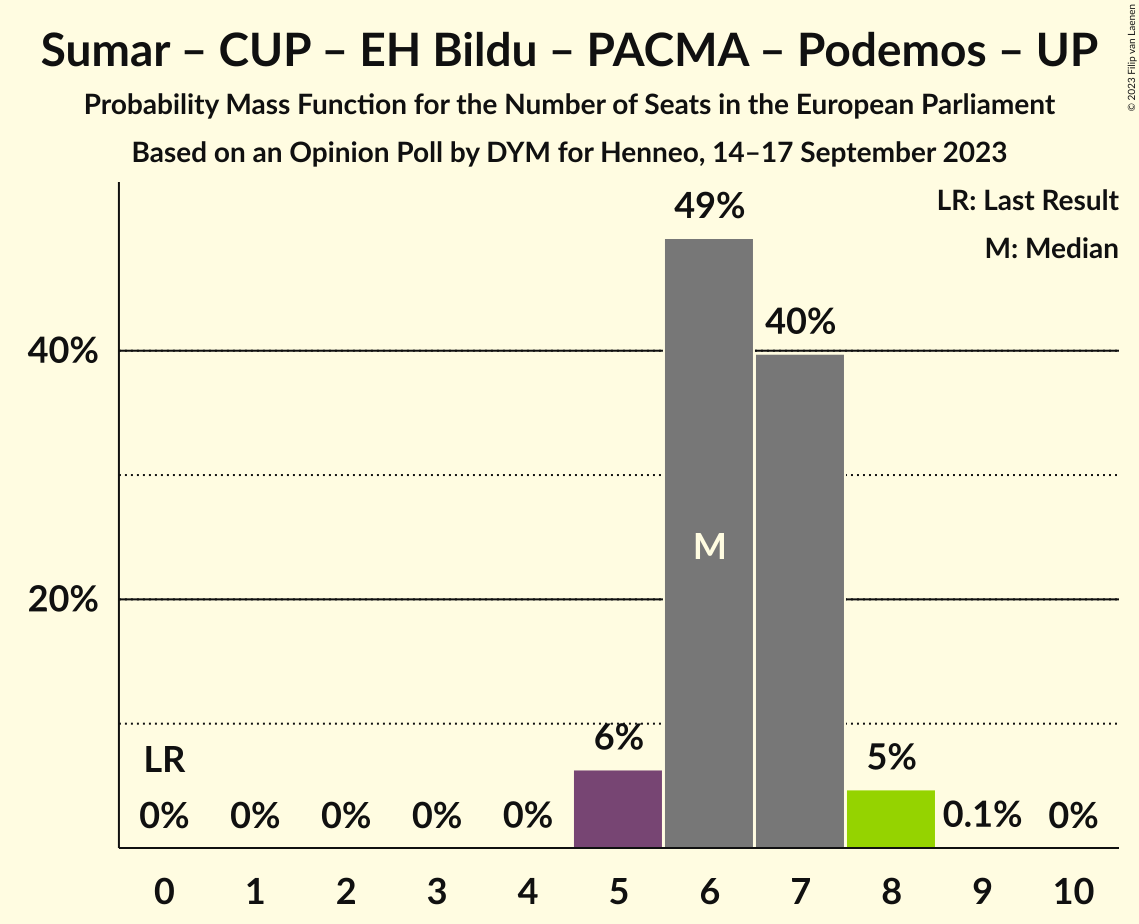 Sumar – CUP – EH Bildu – PACMA – Podemos – UP
Probability Mass Function for the Number of Seats in the European Parliament
Based on an Opinion Poll by DYM for Henneo, 14–17 September 2023
© 2023 Filip van Laenen
LR: Last Result
M: Median
49%
40%
40%
M
20%
6%
5%
LR
0% 0% 0% 0% 0% 0.1% 0%
0 1 2 3 4 5 6 7 8 9 10